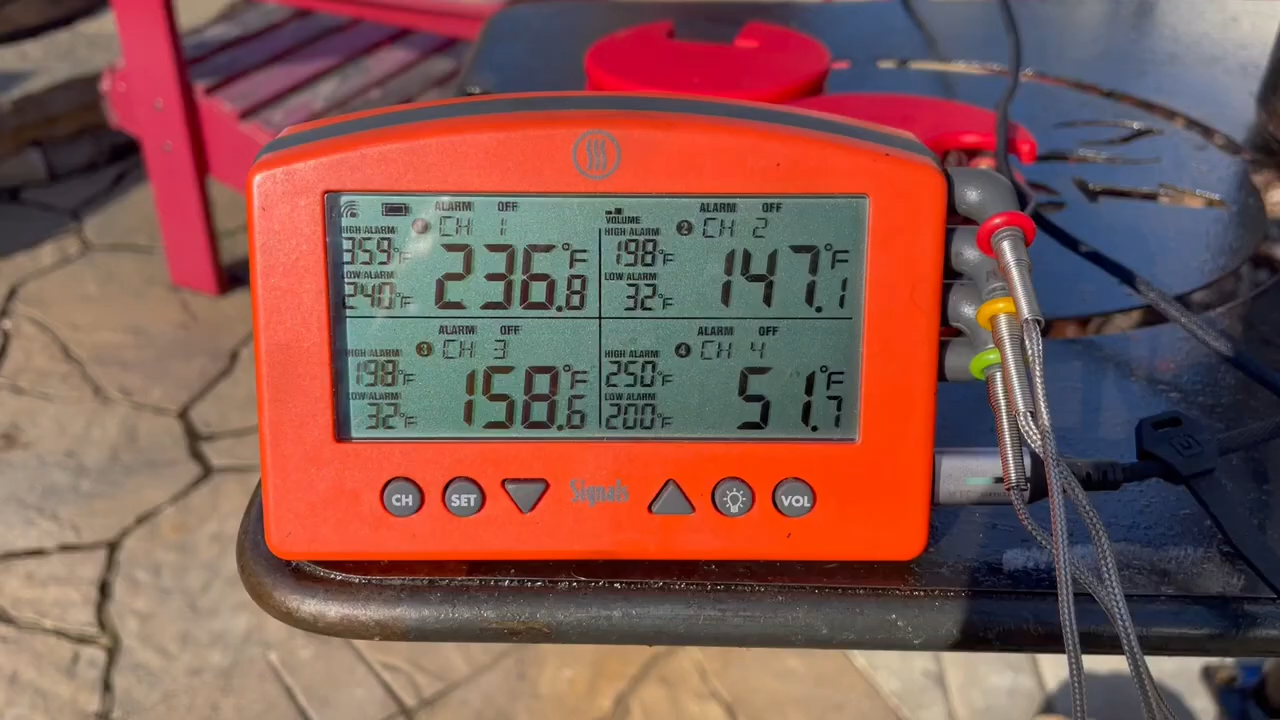 ALARM OFF
CH 1
HIGH ALARM
359°F
236.8°F
LOW ALARM
240°F
ALARM OFF
VOLUME
2 CH 2
HIGH ALARM
198°F
147.1°F
LOW ALARM
32°F
ALARM OFF
3 CH 3
HIGH ALARM
198°F
158.6°F
LOW ALARM
32°F
ALARM OFF
4 CH 4
HIGH ALARM
250°F
51.7°F
LOW ALARM
200°F
CH SET Signals VOL